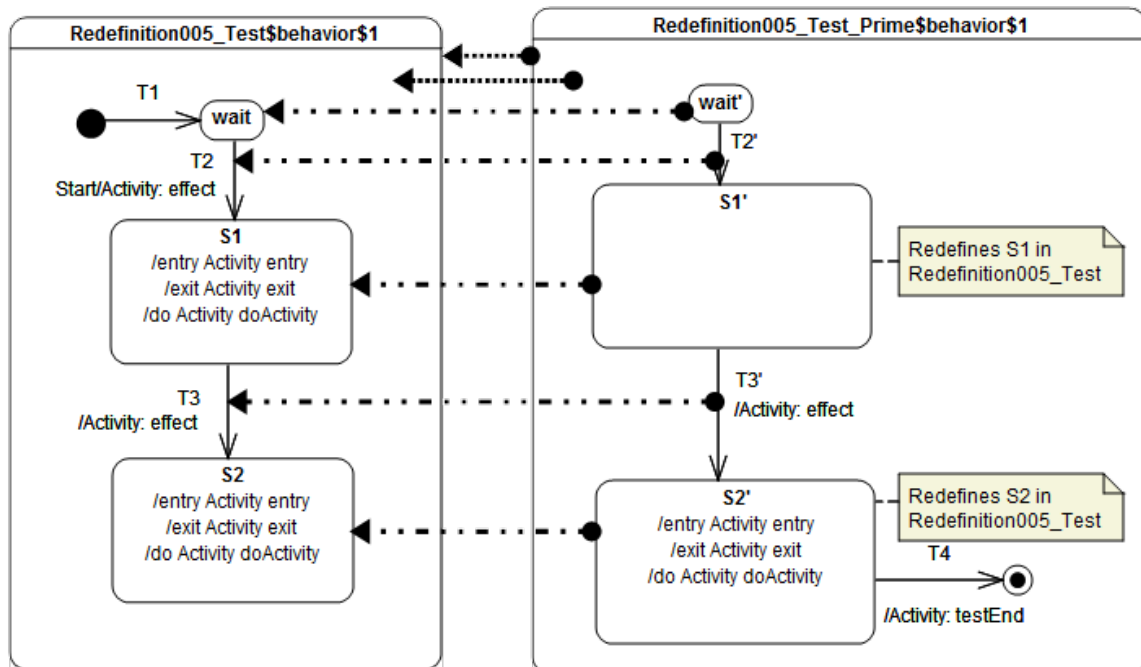 Redefinition005_Test$behavior$1
T1
wait
T2
Start/Activity: effect
S1
/entry Activity entry
/exit Activity exit
/do Activity doActivity
T3
/Activity: effect
S2
/entry Activity entry
/exit Activity exit
/do Activity doActivity
Redefinition005_Test_Prime$behavior$1
wait'
T2'
S1'
Redefines S1 in
Redefinition005_Test
T3'
/Activity: effect
S2'
/entry Activity entry
/exit Activity exit
/do Activity doActivity
Redefines S2 in
Redefinition005_Test
T4
/Activity: testEnd